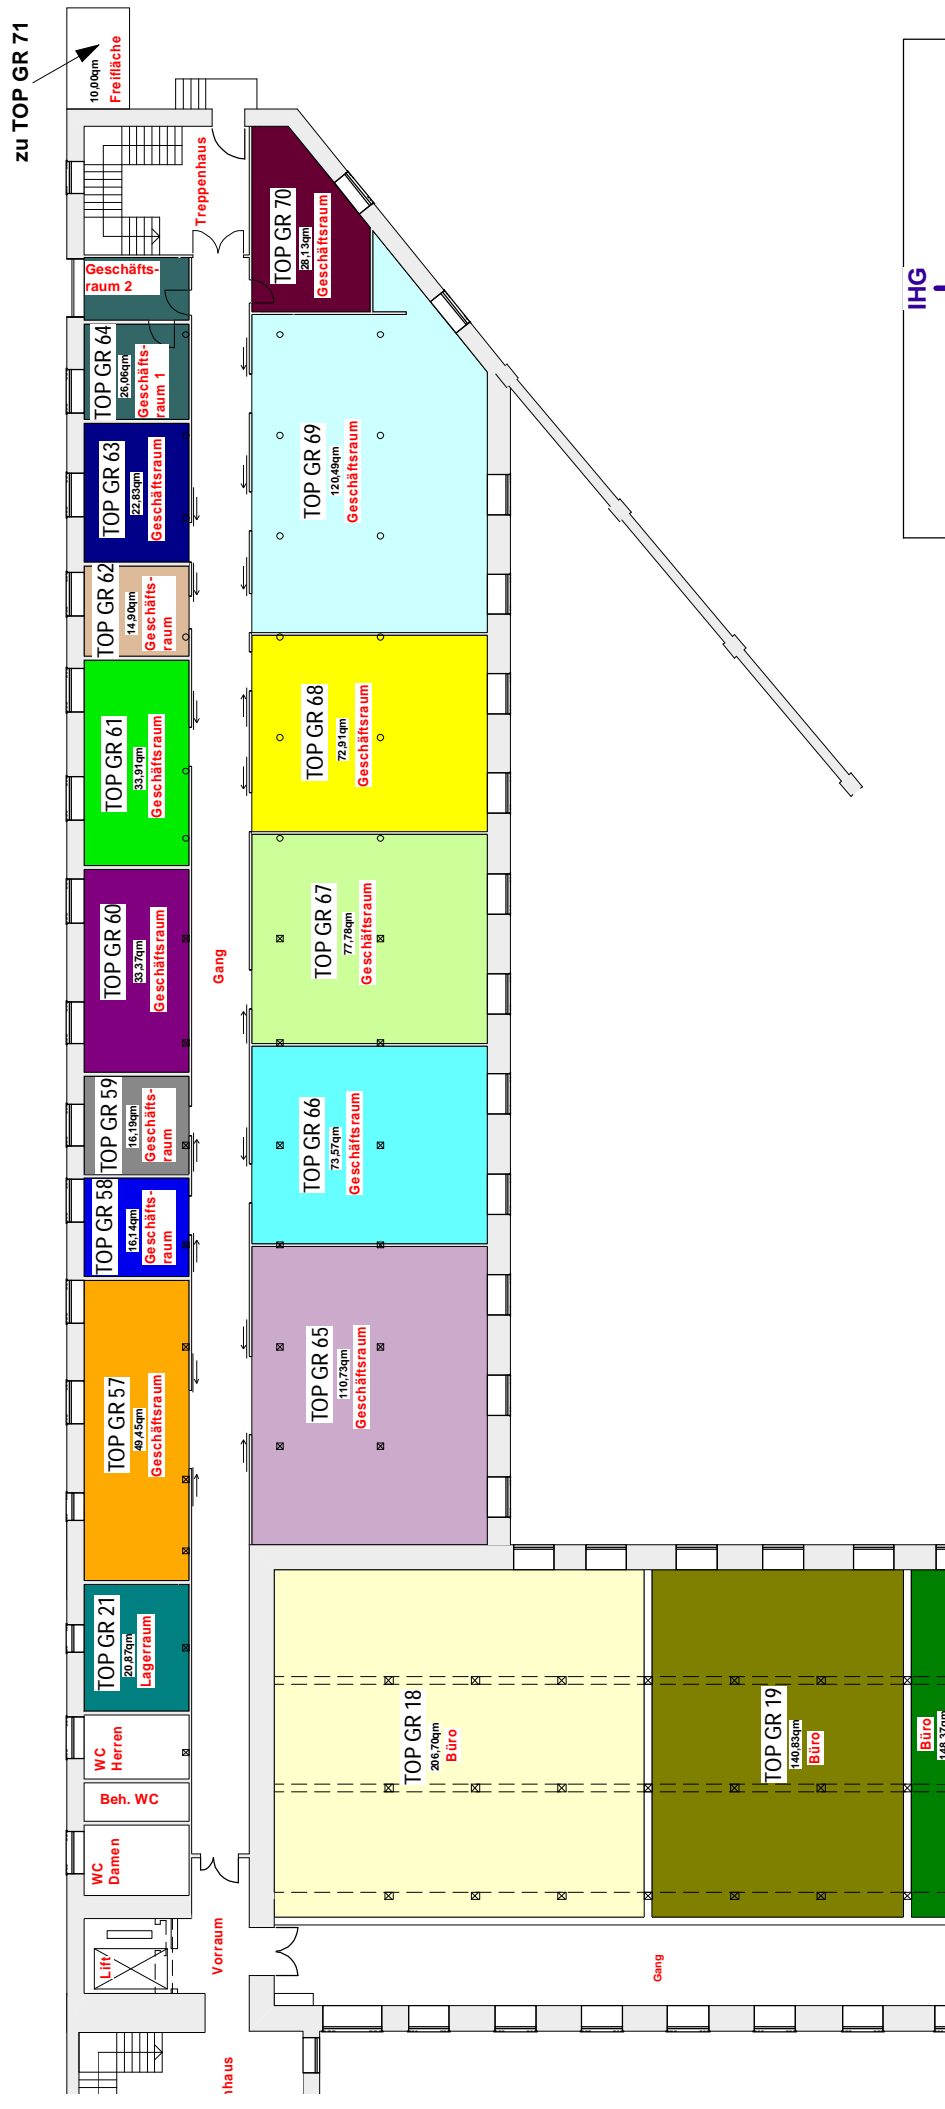 zu TOP GR 71
10,00qm
Freifläche
Treppenhaus
TOP GR 70
28,13qm
Geschäftsraum
Geschäfts-
raum 2
TOP GR 64
26,06qm
Geschäfts-
raum 1
IHG
TOP GR 63
22,83qm
Geschäftsraum
TOP GR 69
120,49qm
Geschäftsraum
TOP GR 62
14,90qm
Geschäfts-
raum
TOP GR 61
33,91qm
Geschäftsraum
TOP GR 68
72,91qm
Geschäftsraum
TOP GR 60
33,37qm
Geschäftsraum
Gang
TOP GR 67
77,78qm
Geschäftsraum
TOP GR 59
16,19qm
Geschäfts-
raum
TOP GR 66
73,57qm
Geschäftsraum
TOP GR 58
16,14qm
Geschäfts-
raum
TOP GR 57
49,45qm
Geschäftsraum
TOP GR 65
110,73qm
Geschäftsraum
TOP GR 21
20,87qm
Lagerraum
WC
Herren
Beh. WC
WC
Damen
TOP GR 18
206,70qm
Büro
TOP GR 19
140,83qm
Büro
Büro
148,37qm
Lift
Vorraum
Gang
nhaus